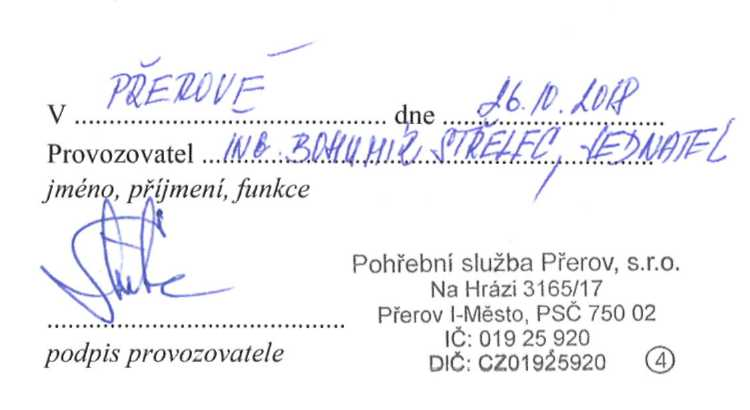 V PŘEROVĚ dne 26.10.2018
Provozovatel ING. BOHUMIR STŘELEC, JEDNATEL
jméno, příjmení, funkce
podpis provozovatele
Pohřební služba Přerov, s.r.o.
Na Hrázi 3165/17
Přerov I-Město, PSČ 750 02
IČ: 019 25 920
DIČ: CZ01925920 4